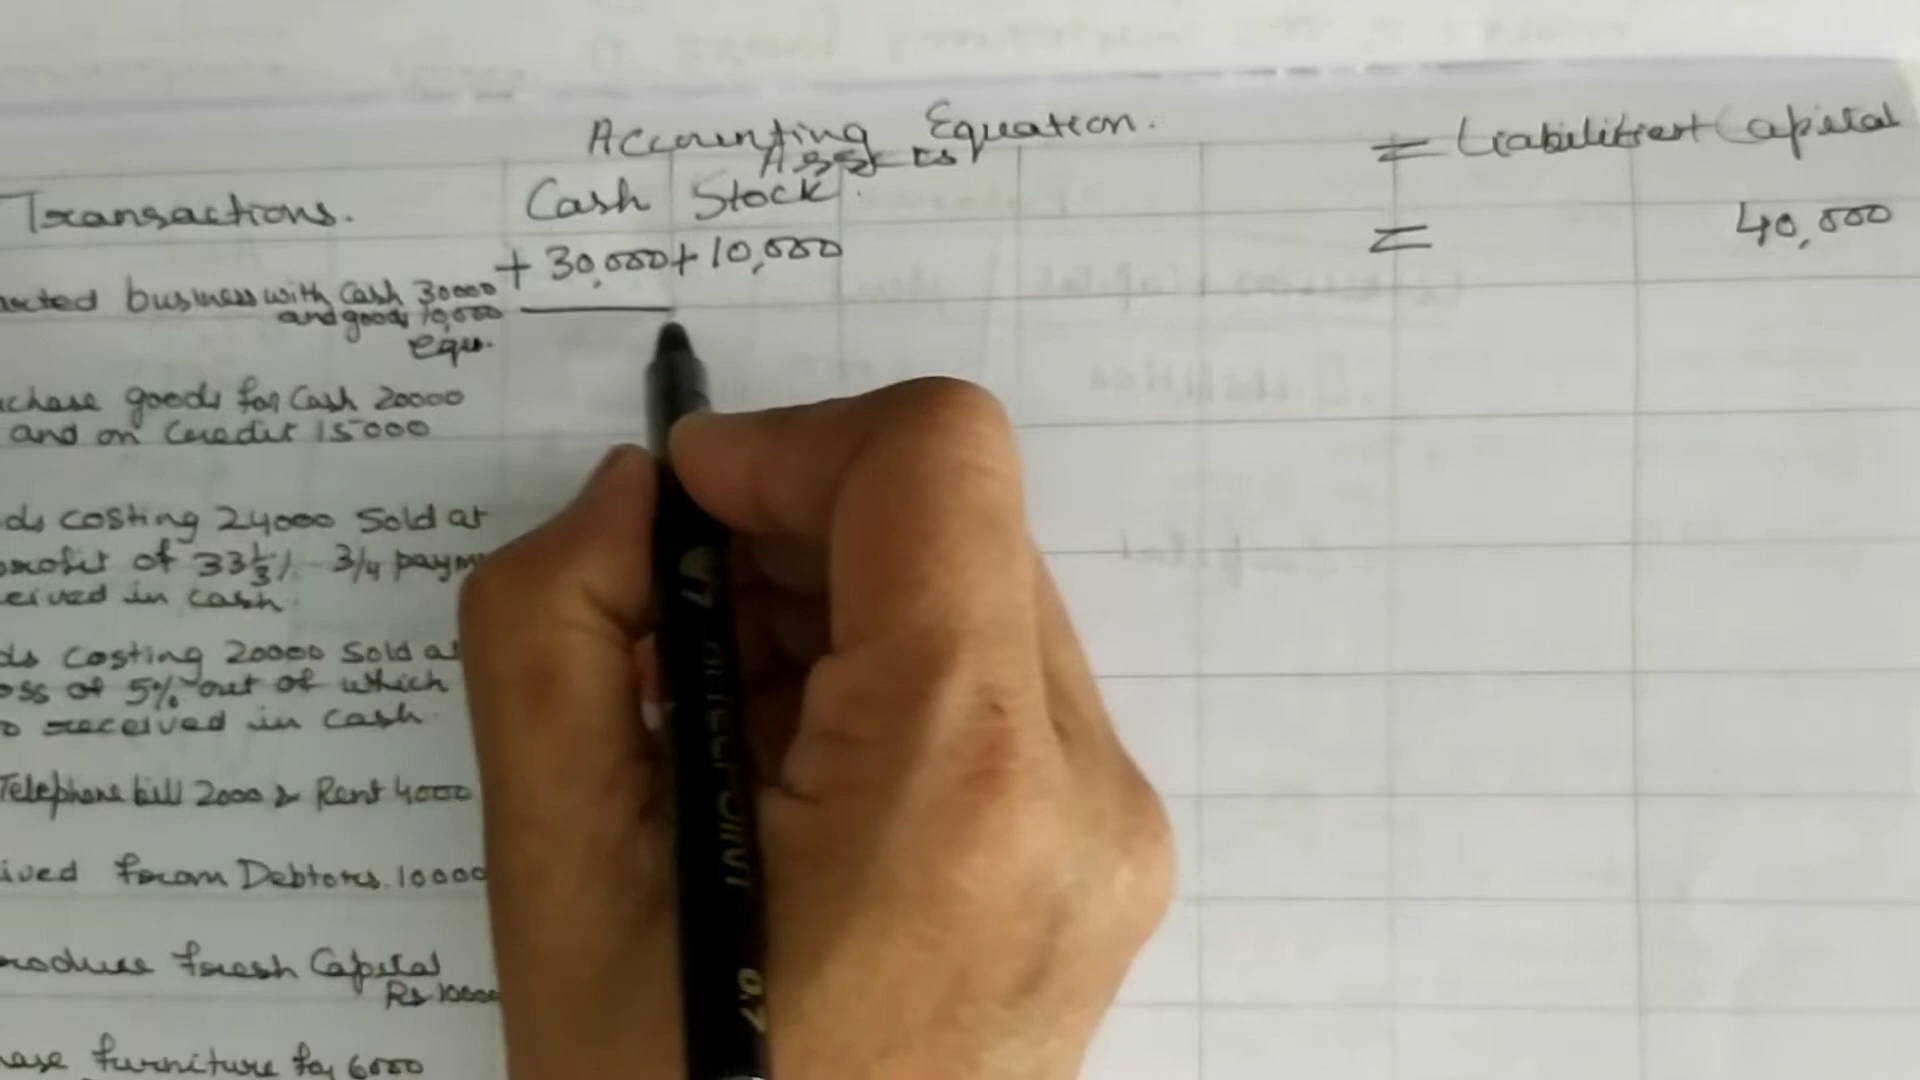 Accounting Equation.
Assets = Liabilities+Capital
Transactions. Cash Stock.
+ 30,000 + 10,000 = 40,000
business with Cash 30000
and goods 10,000
equ.
goods for Cash 20000
and on Credit 15000
costing 24000 Sold at
of 33 1/3 % 3/4
in cash.
costing 20000 Sold
of 5% out of which
received in cash.
Telephone bill 2000 & Rent 4000
from Debtors. 10000
fresh Capital
Rs 10000
furniture for 6000
V7
0.7